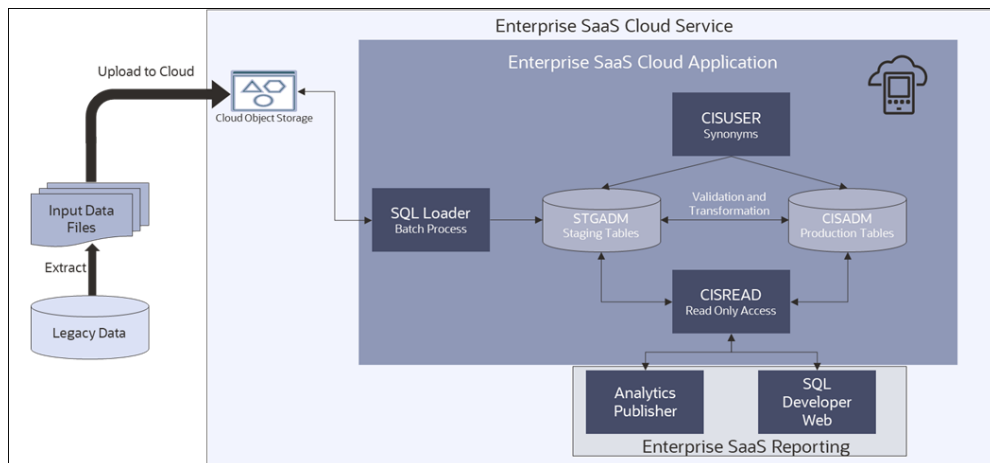 Enterprise SaaS Cloud Service
Enterprise SaaS Cloud Application
Upload to Cloud
Cloud Object Storage
CISUSER
Synonyms
Input Data
Files
SQL Loader
Batch Process
STGADM
Staging Tables
Validation and
Transformation
CISADM
Production Tables
Extract
Legacy Data
CISREAD
Read Only Access
Analytics
Publisher
SQL
Developer
Web
Enterprise SaaS Reporting